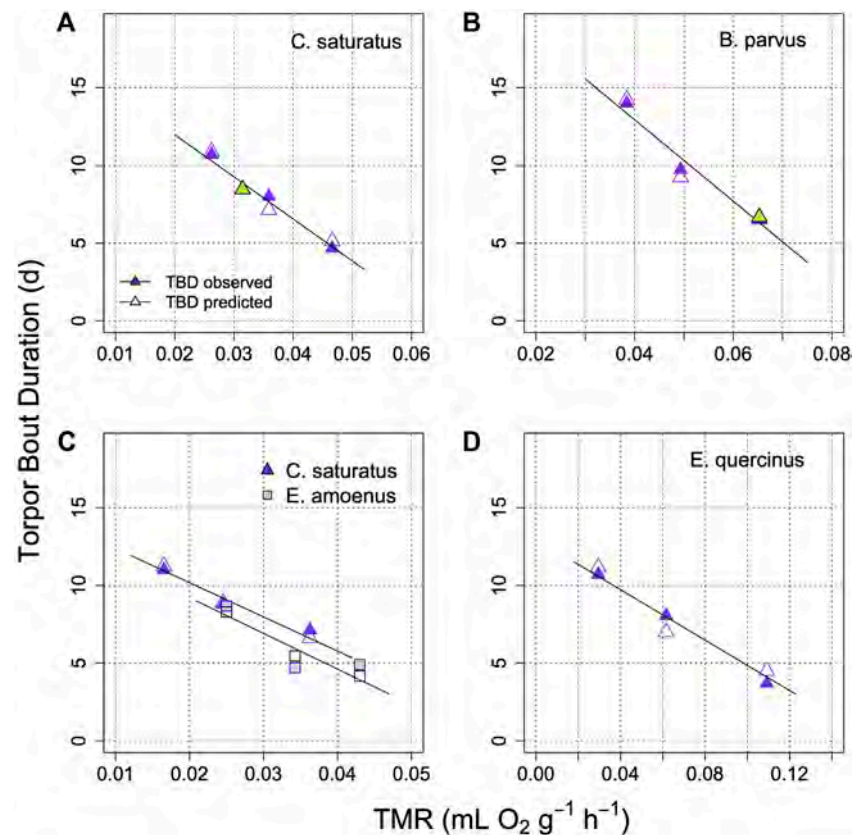 A
C. saturatus
15
10
5
0
TBD observed
TBD predicted
0.01 0.02 0.03 0.04 0.05 0.06
B
B. parvus
15
10
5
0
0.02 0.04 0.06 0.08
Torpor Bout Duration (d)
C
C. saturatus
E. amoenus
15
10
5
0
0.01 0.02 0.03 0.04 0.05
D
E. quercinus
15
10
5
0
0.00 0.04 0.08 0.12
TMR (mL O₂ g⁻¹ h⁻¹)